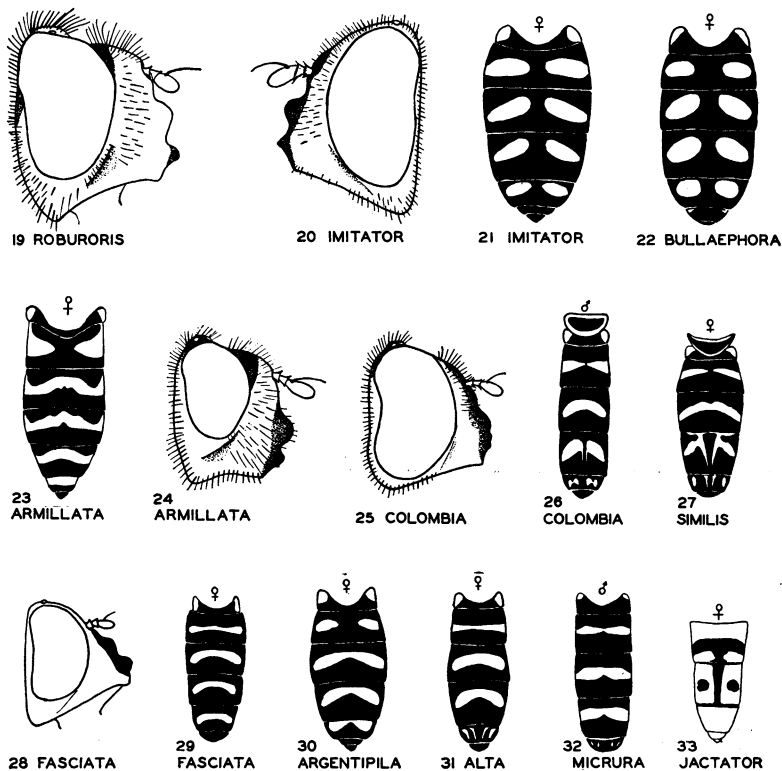 ♀ ♀
19 ROBURORIS 20 IMITATOR 21 IMITATOR 22 BULLAEPHORA
♀ ♂ ♀
23 ARMILLATA
24 ARMILLATA
25 COLOMBIA
26 COLOMBIA
27 SIMILIS
♀ ♀ ♀ ♂ ♀
28 FASCIATA
29 FASCIATA
30 ARGENTIPILA
31 ALTA
32 MICRURA
33 JACTATOR